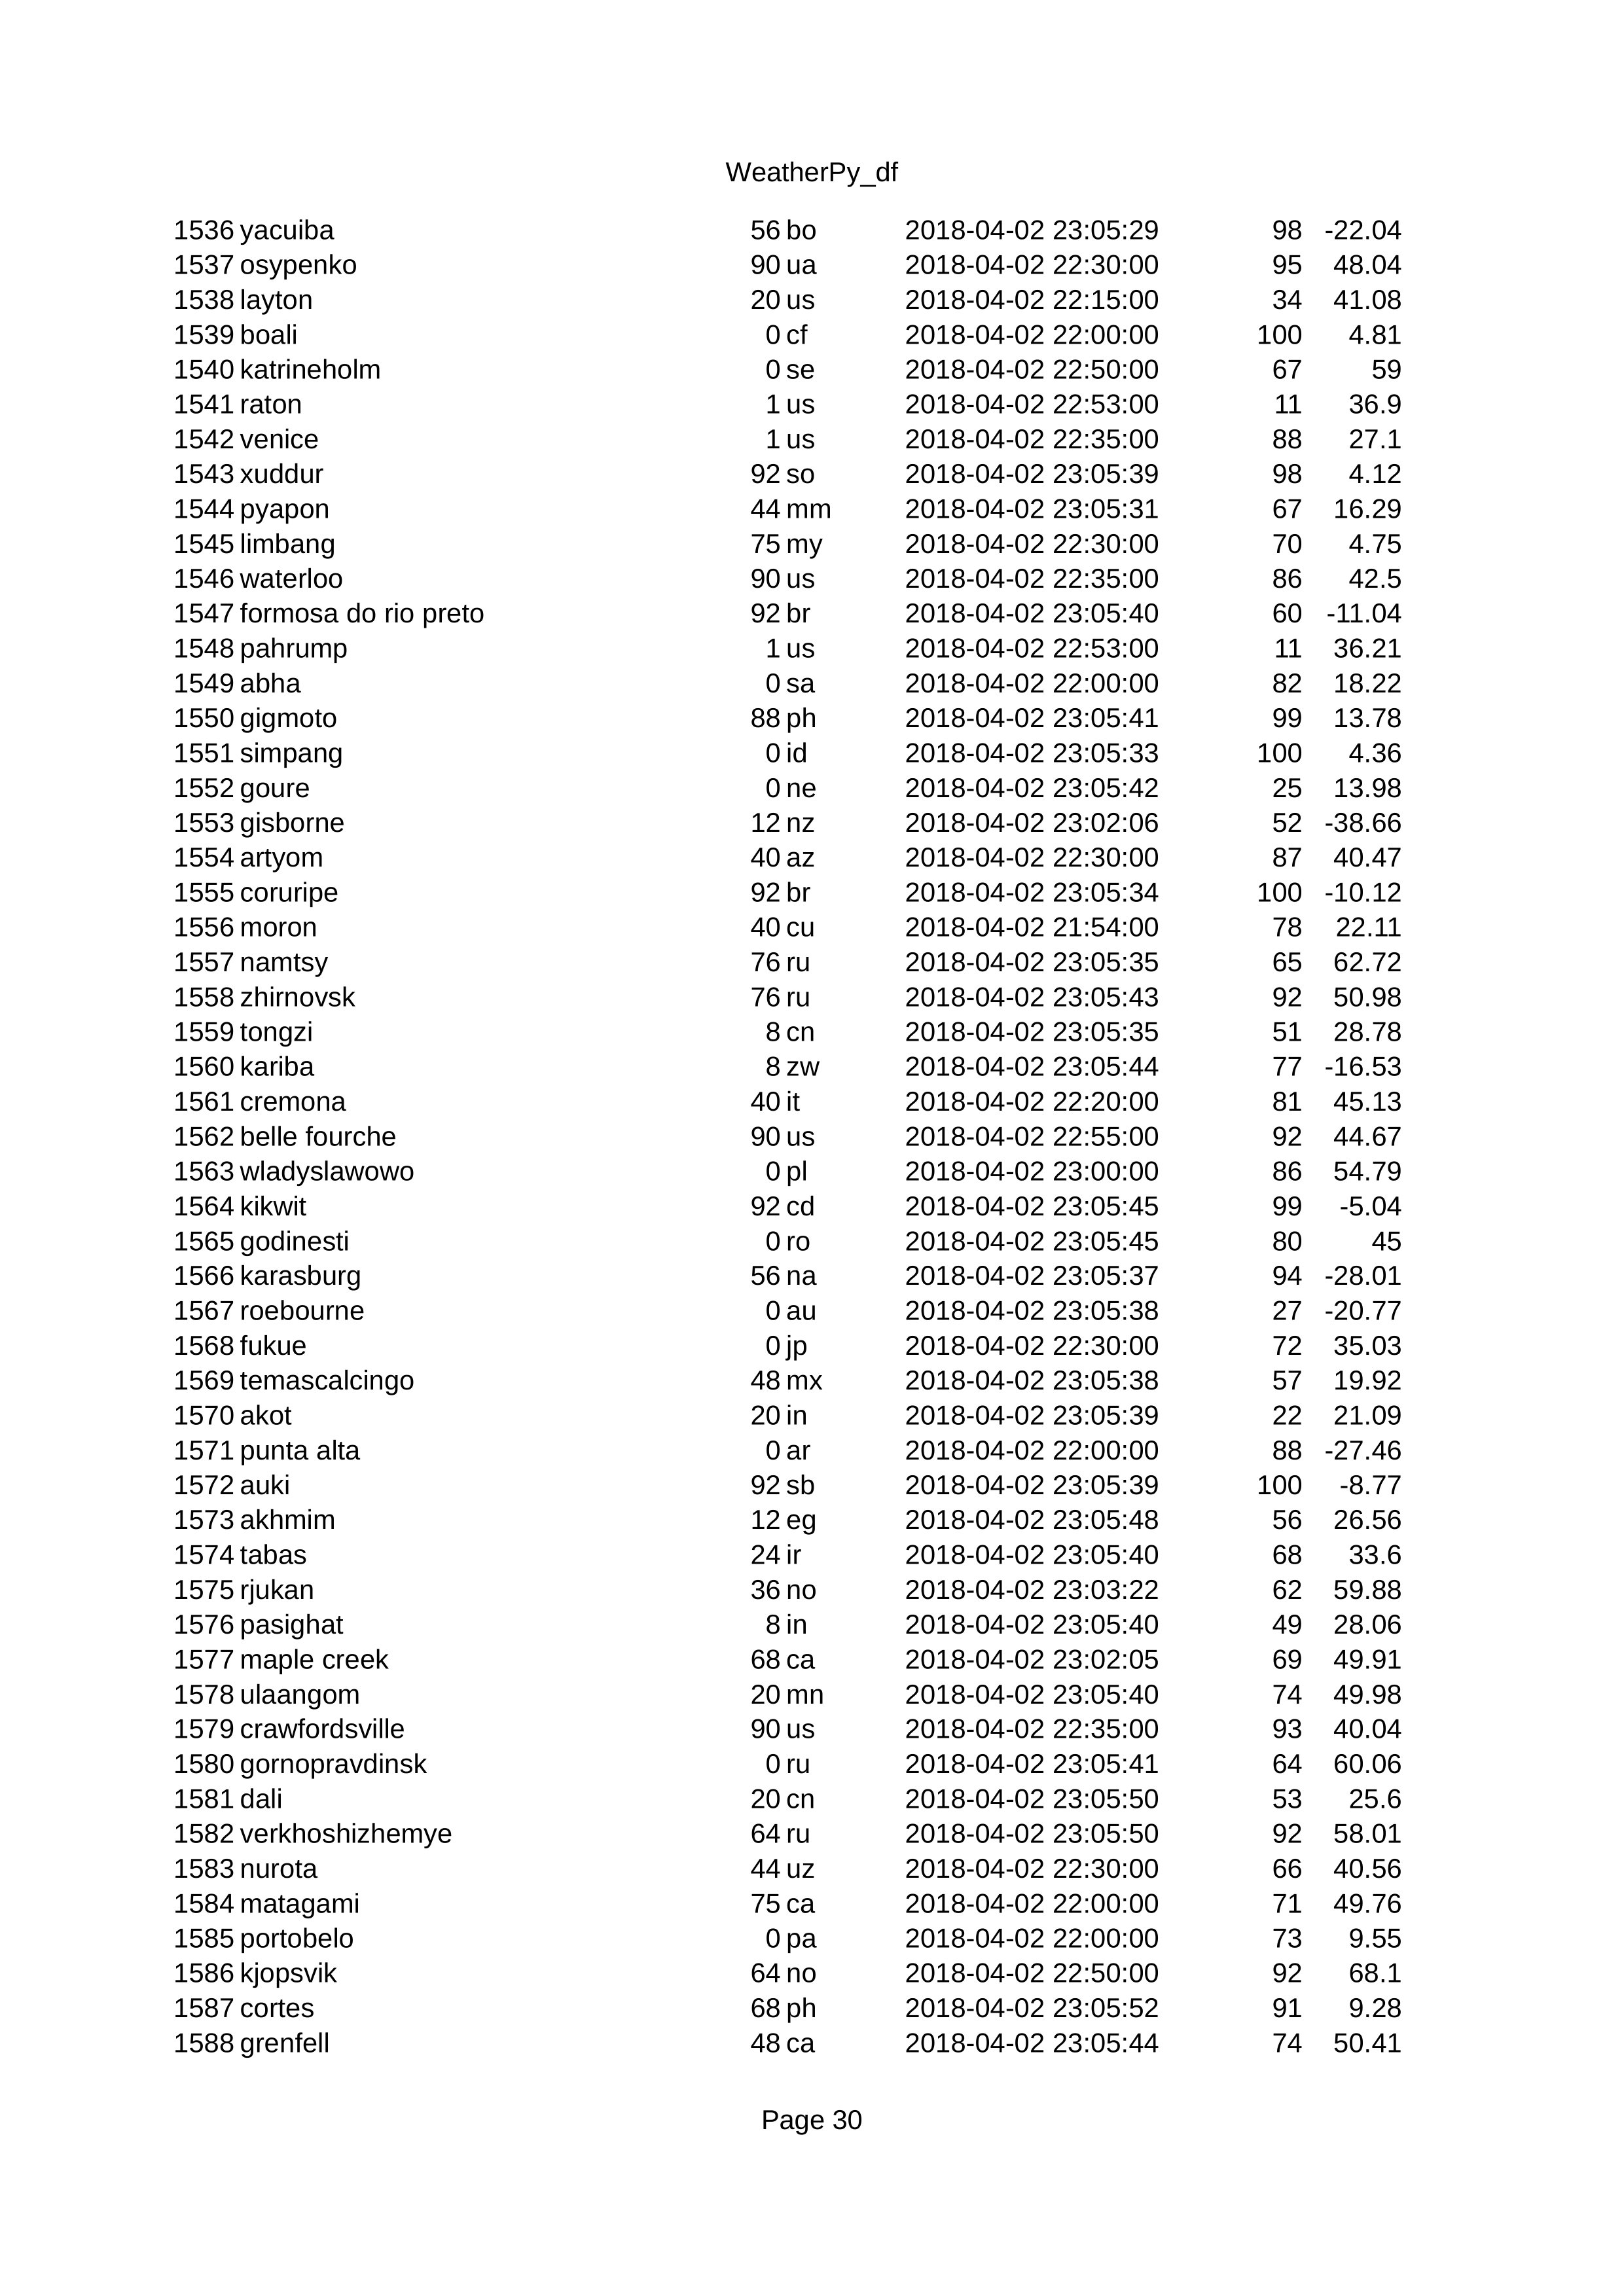 WeatherPy_df
1536 yacuiba 56 bo 2018-04-02 23:05:29 98 -22.04
1537 osypenko 90 ua 2018-04-02 22:30:00 95 48.04
1538 layton 20 us 2018-04-02 22:15:00 34 41.08
1539 boali 0 cf 2018-04-02 22:00:00 100 4.81
1540 katrineholm 0 se 2018-04-02 22:50:00 67 59
1541 raton 1 us 2018-04-02 22:53:00 11 36.9
1542 venice 1 us 2018-04-02 22:35:00 88 27.1
1543 xuddur 92 so 2018-04-02 23:05:39 98 4.12
1544 pyapon 44 mm 2018-04-02 23:05:31 67 16.29
1545 limbang 75 my 2018-04-02 22:30:00 70 4.75
1546 waterloo 90 us 2018-04-02 22:35:00 86 42.5
1547 formosa do rio preto 92 br 2018-04-02 23:05:40 60 -11.04
1548 pahrump 1 us 2018-04-02 22:53:00 11 36.21
1549 abha 0 sa 2018-04-02 22:00:00 82 18.22
1550 gigmoto 88 ph 2018-04-02 23:05:41 99 13.78
1551 simpang 0 id 2018-04-02 23:05:33 100 4.36
1552 goure 0 ne 2018-04-02 23:05:42 25 13.98
1553 gisborne 12 nz 2018-04-02 23:02:06 52 -38.66
1554 artyom 40 az 2018-04-02 22:30:00 87 40.47
1555 coruripe 92 br 2018-04-02 23:05:34 100 -10.12
1556 moron 40 cu 2018-04-02 21:54:00 78 22.11
1557 namtsy 76 ru 2018-04-02 23:05:35 65 62.72
1558 zhirnovsk 76 ru 2018-04-02 23:05:43 92 50.98
1559 tongzi 8 cn 2018-04-02 23:05:35 51 28.78
1560 kariba 8 zw 2018-04-02 23:05:44 77 -16.53
1561 cremona 40 it 2018-04-02 22:20:00 81 45.13
1562 belle fourche 90 us 2018-04-02 22:55:00 92 44.67
1563 wladyslawowo 0 pl 2018-04-02 23:00:00 86 54.79
1564 kikwit 92 cd 2018-04-02 23:05:45 99 -5.04
1565 godinesti 0 ro 2018-04-02 23:05:45 80 45
1566 karasburg 56 na 2018-04-02 23:05:37 94 -28.01
1567 roebourne 0 au 2018-04-02 23:05:38 27 -20.77
1568 fukue 0 jp 2018-04-02 22:30:00 72 35.03
1569 temascalcingo 48 mx 2018-04-02 23:05:38 57 19.92
1570 akot 20 in 2018-04-02 23:05:39 22 21.09
1571 punta alta 0 ar 2018-04-02 22:00:00 88 -27.46
1572 auki 92 sb 2018-04-02 23:05:39 100 -8.77
1573 akhmim 12 eg 2018-04-02 23:05:48 56 26.56
1574 tabas 24 ir 2018-04-02 23:05:40 68 33.6
1575 rjukan 36 no 2018-04-02 23:03:22 62 59.88
1576 pasighat 8 in 2018-04-02 23:05:40 49 28.06
1577 maple creek 68 ca 2018-04-02 23:02:05 69 49.91
1578 ulaangom 20 mn 2018-04-02 23:05:40 74 49.98
1579 crawfordsville 90 us 2018-04-02 22:35:00 93 40.04
1580 gornopravdinsk 0 ru 2018-04-02 23:05:41 64 60.06
1581 dali 20 cn 2018-04-02 23:05:50 53 25.6
1582 verkhoshizhemye 64 ru 2018-04-02 23:05:50 92 58.01
1583 nurota 44 uz 2018-04-02 22:30:00 66 40.56
1584 matagami 75 ca 2018-04-02 22:00:00 71 49.76
1585 portobelo 0 pa 2018-04-02 22:00:00 73 9.55
1586 kjopsvik 64 no 2018-04-02 22:50:00 92 68.1
1587 cortes 68 ph 2018-04-02 23:05:52 91 9.28
1588 grenfell 48 ca 2018-04-02 23:05:44 74 50.41
Page 30